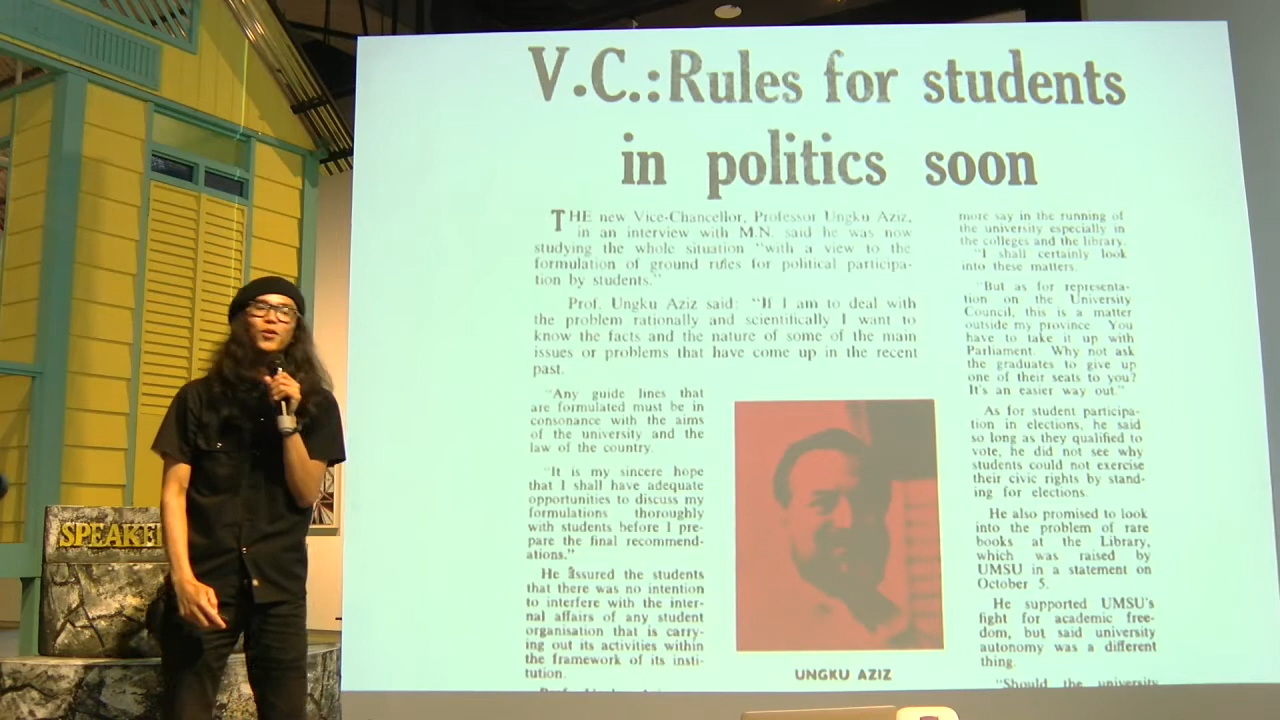 SPEAKE
V.C.: Rules for students
in politics soon
THE new Vice-Chancellor, Professor Ungku Aziz,
in an interview with M.N. said he was now
studying the whole situation "with a view to the
formulation of ground rules for political participa-
tion by students."
Prof. Ungku Aziz said: "If I am to deal with
the problem rationally and scientifically I want to
know the facts and the nature of some of the main
issues or problems that have come up in the recent
past.
"Any guide lines that
are formulated must be in
consonance with the aims
of the university and the
law of the country.
"It is my sincere hope
that I shall have adequate
opportunities to discuss my
formulations thoroughly
with students before I pre-
pare the final recommend-
ations."
He assured the students
that there was no intention
to interfere with the inter-
nal affairs of any student
organisation that is carry-
ing out its activities within
the framework of its insti-
tution.
UNGKU AZIZ
more say in the running of
the university especially in
the colleges and the library.
"I shall certainly look
into these matters.
"But as for representa-
tion on the University
Council, this is a matter
outside my province. You
have to take it up with
Parliament. Why not ask
the graduates to give up
one of their seats to you?
It's an easier way out."
As for student participa-
tion in elections, he said
so long as they qualified to
vote, he did not see why
students could not exercise
their civic rights by stand-
ing for elections.
He also promised to look
into the problem of rare
books at the Library,
which was raised by
UMSU in a statement on
October 5.
He supported UMSU's
fight for academic free-
dom, but said university
autonomy was a different
thing.
"Should the university